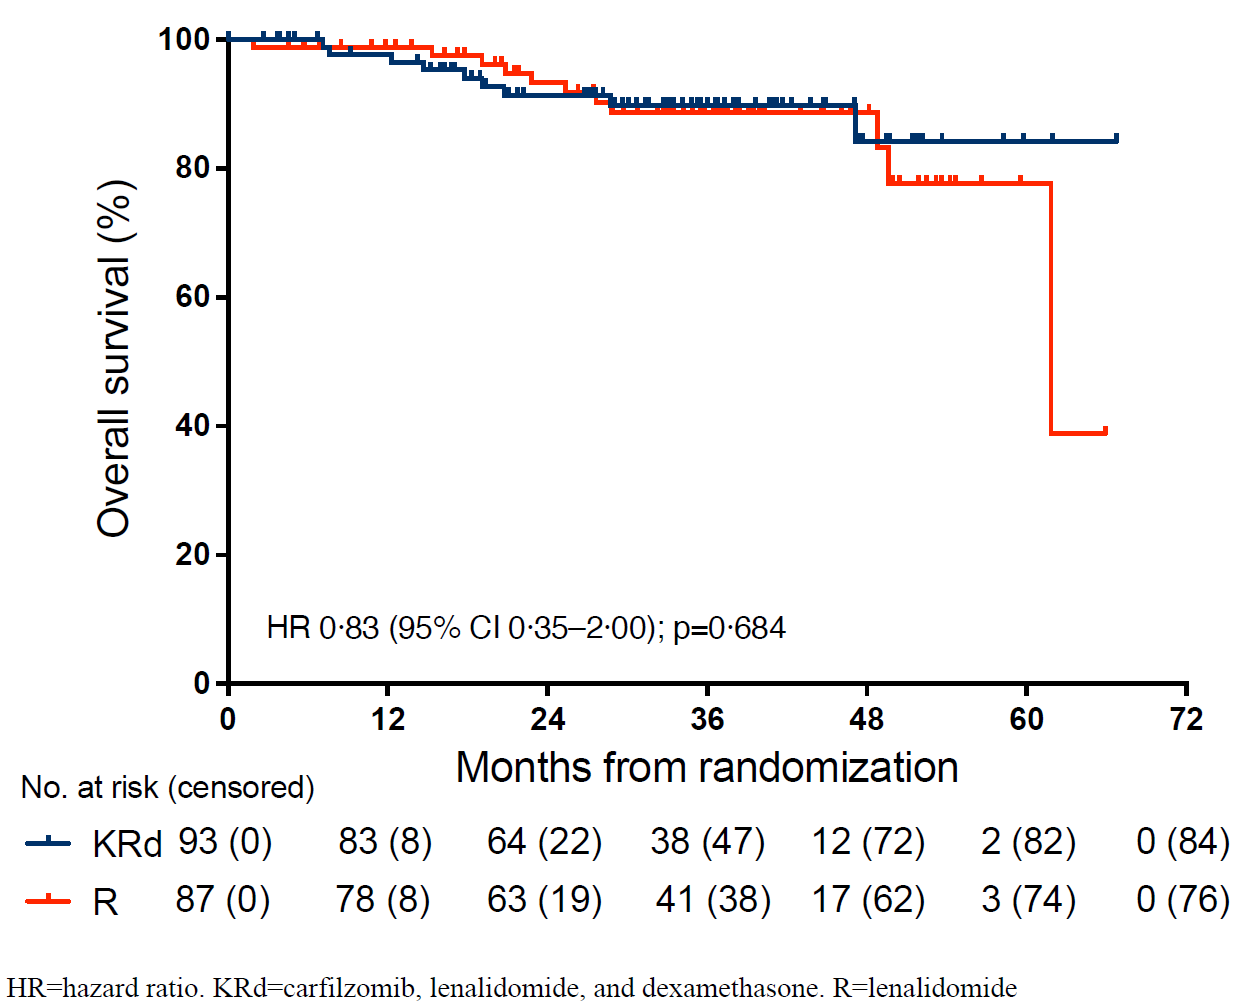 100
80
60
40
20
0
Overall survival (%)
HR 0·83 (95% CI 0·35–2·00); p=0·684
0 12 24 36 48 60 72
Months from randomization
No. at risk (censored)
KRd 93 (0) 83 (8) 64 (22) 38 (47) 12 (72) 2 (82) 0 (84)
R 87 (0) 78 (8) 63 (19) 41 (38) 17 (62) 3 (74) 0 (76)
HR=hazard ratio. KRd=carfilzomib, lenalidomide, and dexamethasone. R=lenalidomide